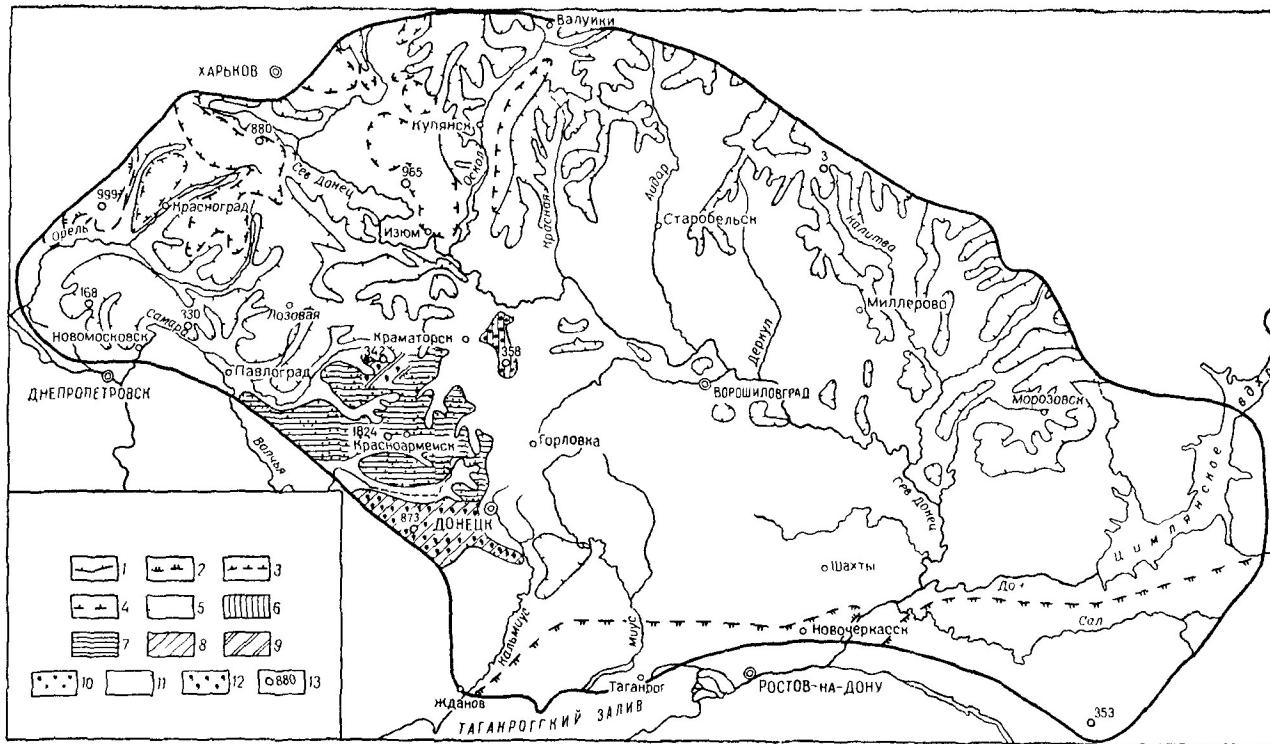 Валуйки
ХАРЬКОВ
880
Купянск
Оскол
Сев Донец
965
3
999
Красноград
Красная
Айдар
Старобельск
Калитва
Орель
Изюм
168
330
Лозовая
Миллерово
Самара
Новомосковск
Краматорск
342
358
Деркул
Павлоград
ДНЕПРОПЕТРОВСК
ВОРОШИЛОВГРАД
Морозовск
1824
Красноармейск
Горловка
Волчья
Сев Донец
ДОНЕЦК
873
ЦИМЛЯНСКОЕ
ВДХР
Шахты
Дон
Сал
Новочеркасск
Кальмиус
Миус
Таганрог
РОСТОВ-НА-ДОНУ
Жданов
ТАГАНРОГСКИЙ ЗАЛИВ
353
1 2 3
4 5 6
7 8 9
10 11 12 880 13